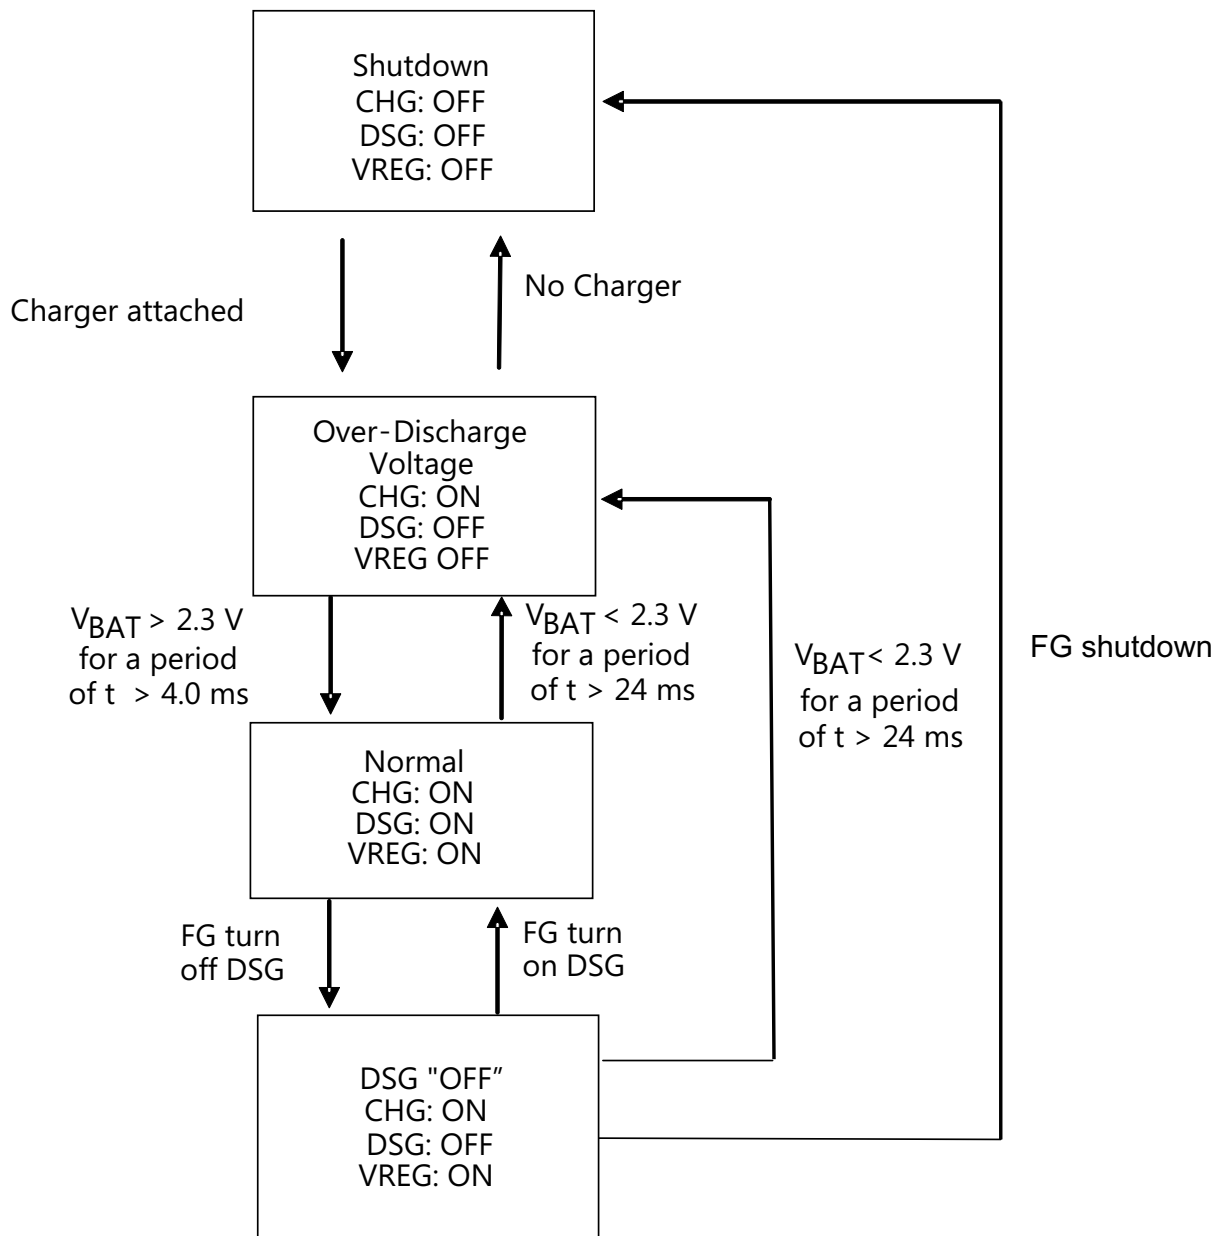 Shutdown
CHG: OFF
DSG: OFF
VREG: OFF
Charger attached
No Charger
Over-Discharge
Voltage
CHG: ON
DSG: OFF
VREG OFF
VBAT > 2.3 V
for a period
of t > 4.0 ms
VBAT < 2.3 V
for a period
of t > 24 ms
VBAT < 2.3 V
for a period
of t > 24 ms
FG shutdown
Normal
CHG: ON
DSG: ON
VREG: ON
FG turn
off DSG
FG turn
on DSG
DSG "OFF”
CHG: ON
DSG: OFF
VREG: ON